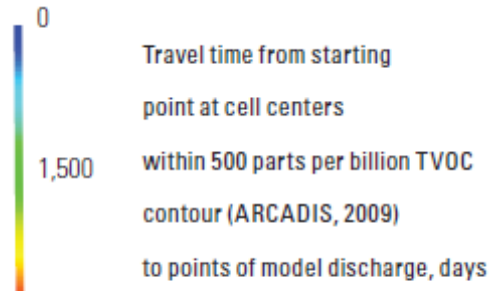 0
Travel time from starting
point at cell centers
1,500 within 500 parts per billion TVOC
contour (ARCADIS, 2009)
to points of model discharge, days